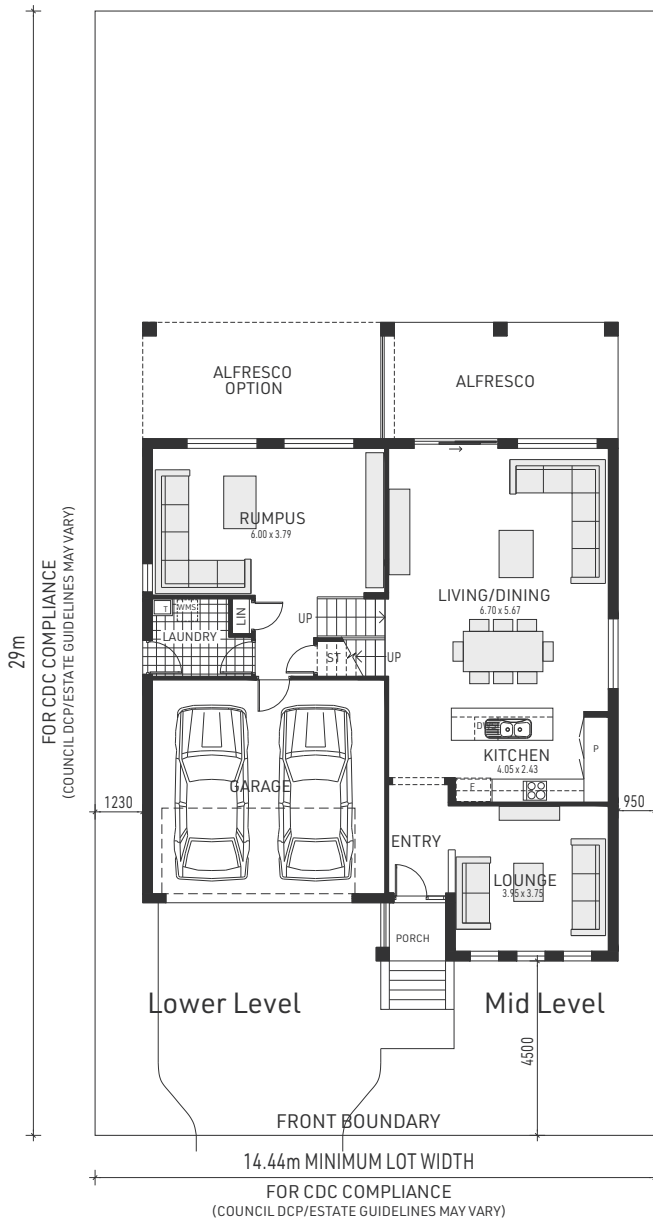 29m
FOR CDC COMPLIANCE
(COUNCIL DCP/ESTATE GUIDELINES MAY VARY)
ALFRESCO
OPTION
ALFRESCO
RUMPUS
6.00 x 3.79
LIVING/DINING
6.70 x 5.67
T
WMS
LIN
LAUNDRY
UP
ST
UP
DW
KITCHEN
4.05 x 2.43
P
F
GARAGE
1230
950
ENTRY
LOUNGE
3.95 x 3.75
PORCH
Lower Level
Mid Level
4500
FRONT BOUNDARY
14.44m MINIMUM LOT WIDTH
FOR CDC COMPLIANCE
(COUNCIL DCP/ESTATE GUIDELINES MAY VARY)